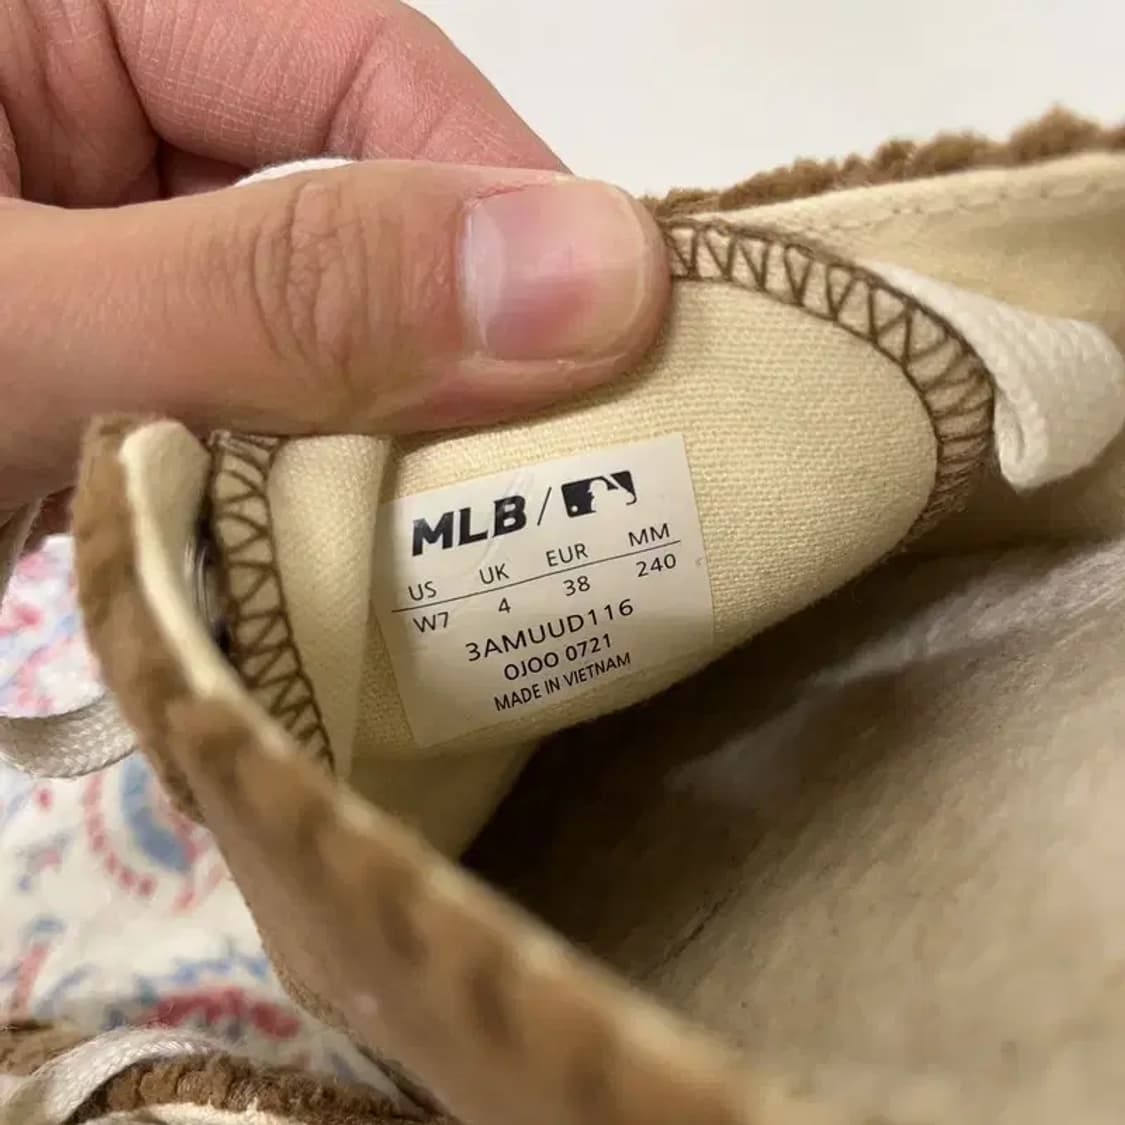 MLB /
US UK EUR MM
W7 4 38 240
3AMUUD116
OJOO 0721
MADE IN VIETNAM